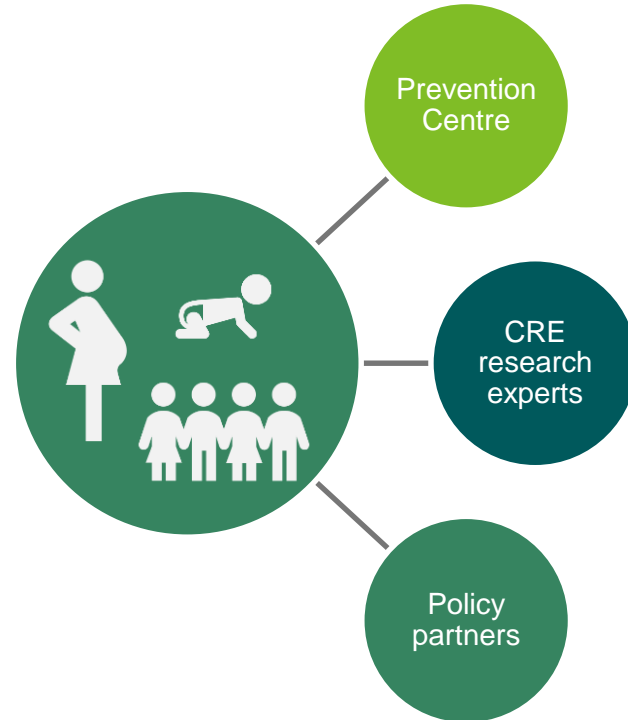 Prevention
Centre
CRE
research
experts
Policy
partners